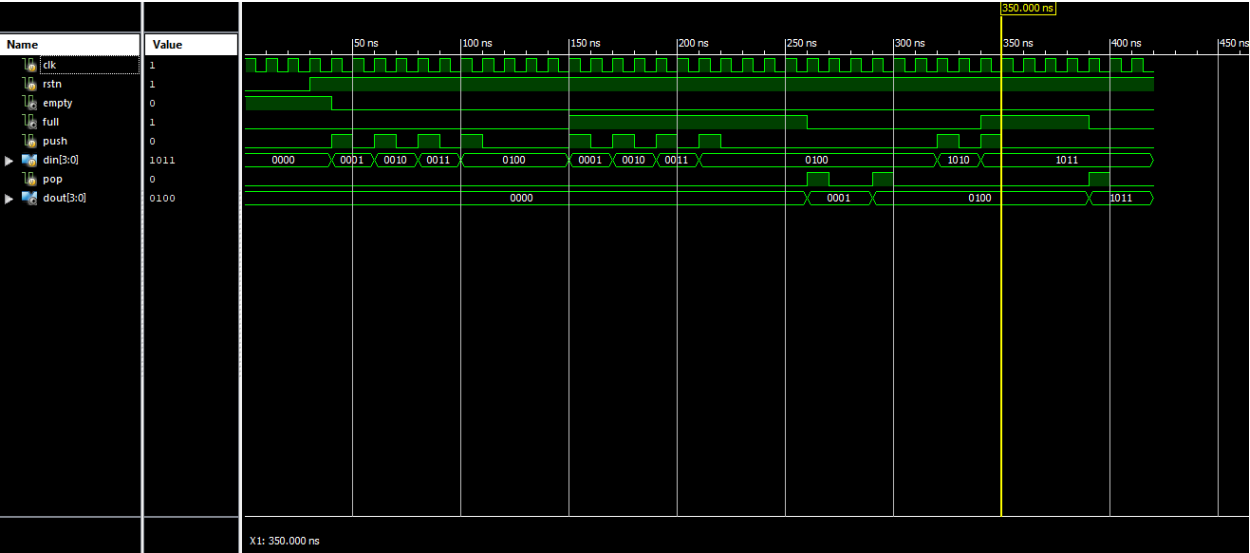 350.000 ns
Name Value
50 ns 100 ns 150 ns 200 ns 250 ns 300 ns 350 ns 400 ns 450 ns
clk 1
rstn 1
empty 0
full 1
push 0
din[3:0] 1011 0000 0001 0010 0011 0100 0001 0010 0011 0100 1010 1011
pop 0
dout[3:0] 0100 0000 0001 0100 1011
X1: 350.000 ns